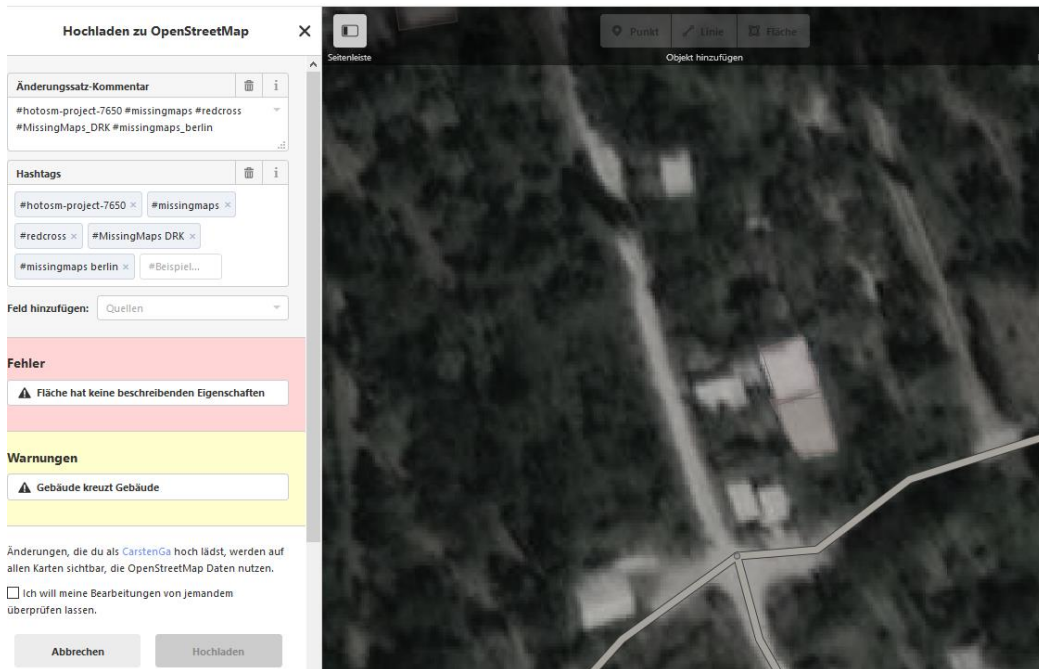 Hochladen zu OpenStreetMap
Änderungssatz-Kommentar
#hotosm-project-7650 #missingmaps #redcross
#MissingMaps_DRK #missingmaps_berlin
Hashtags
#hotosm-project-7650 × #missingmaps ×
#redcross × #MissingMaps DRK ×
#missingmaps berlin × #Beispiel...
Feld hinzufügen: Quellen
Fehler
Fläche hat keine beschreibenden Eigenschaften
Warnungen
Gebäude kreuzt Gebäude
Änderungen, die du als CarstenGa hoch lädst, werden auf
allen Karten sichtbar, die OpenStreetMap Daten nutzen.
Ich will meine Bearbeitungen von jemandem
überprüfen lassen.
Abbrechen Hochladen
Seitenleiste
Punkt Linie Fläche
Objekt hinzufügen